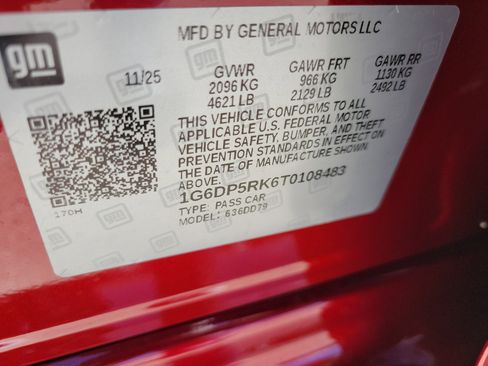 gm
MFD BY GENERAL MOTORS LLC
11/25
GVWR
2096 KG
4621 LB
GAWR FRT
966 KG
2129 LB
GAWR RR
1130 KG
2492 LB
THIS VEHICLE CONFORMS TO ALL
APPLICABLE U.S. FEDERAL MOTOR
VEHICLE SAFETY, BUMPER, AND THEFT
PREVENTION STANDARDS IN EFFECT ON
THE DATE OF MANUFACTURE SHOWN
ABOVE.
1G6DP5RK6T0108483
TYPE: PASS CAR
MODEL: 636DD79
170H